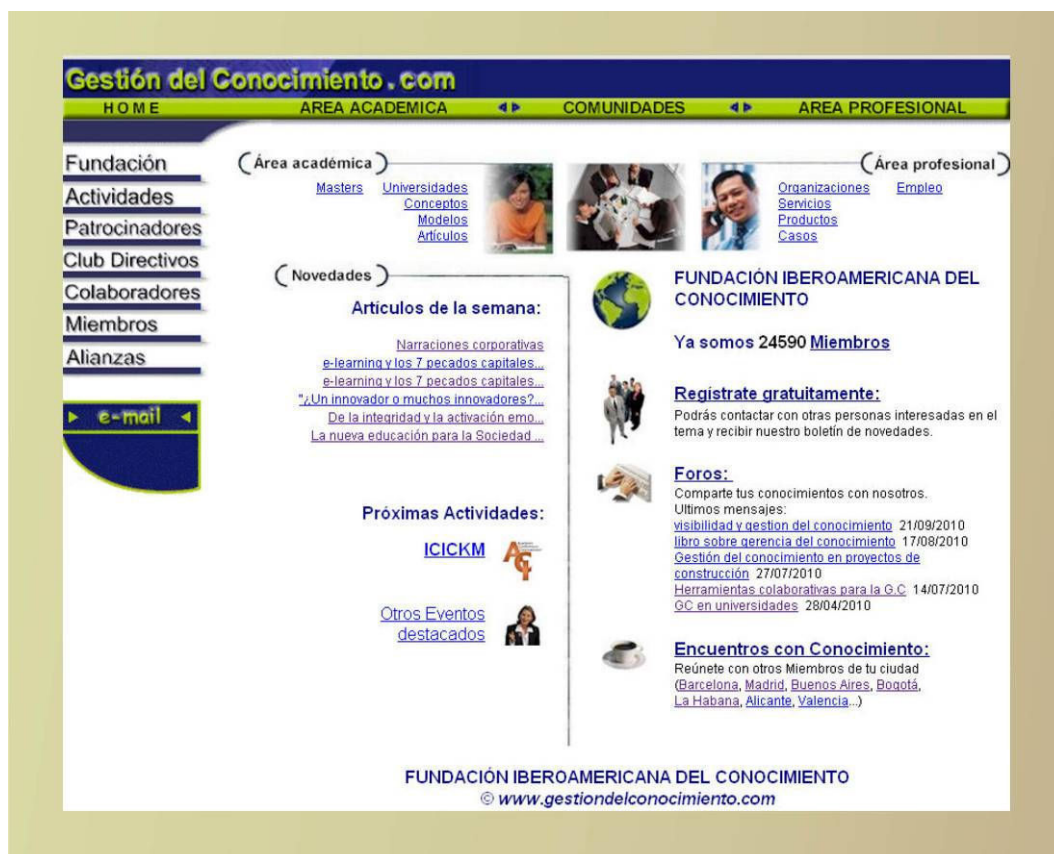 Gestión del Conocimiento.com
HOME AREA ACADEMICA COMUNIDADES AREA PROFESIONAL
Fundación
Actividades
Patrocinadores
Club Directivos
Colaboradores
Miembros
Alianzas
e-mail
Área académica
Masters Universidades
Conceptos
Modelos
Artículos
Área profesional
Organizaciones Empleo
Servicios
Productos
Casos
Novedades
Artículos de la semana:
Narraciones corporativas
e-learning y los 7 pecados capitales...
e-learning y los 7 pecados capitales...
"¿Un innovador o muchos innovadores?...
De la integridad y la activación emo...
La nueva educación para la Sociedad ...
Próximas Actividades:
ICICKM
Otros Eventos
destacados
FUNDACIÓN IBEROAMERICANA DEL
CONOCIMIENTO
Ya somos 24590 Miembros
Regístrate gratuitamente:
Podrás contactar con otras personas interesadas en el
tema y recibir nuestro boletín de novedades.
Foros:
Comparte tus conocimientos con nosotros.
Ultimos mensajes:
visibilidad y gestion del conocimiento 21/09/2010
libro sobre gerencia del conocimiento 17/08/2010
Gestión del conocimiento en proyectos de
construcción 27/07/2010
Herramientas colaborativas para la G.C 14/07/2010
GC en universidades 28/04/2010
Encuentros con Conocimiento:
Reúnete con otros Miembros de tu ciudad
(Barcelona, Madrid, Buenos Aires, Bogotá,
La Habana, Alicante, Valencia...)
FUNDACIÓN IBEROAMERICANA DEL CONOCIMIENTO
© www.gestiondelconocimiento.com